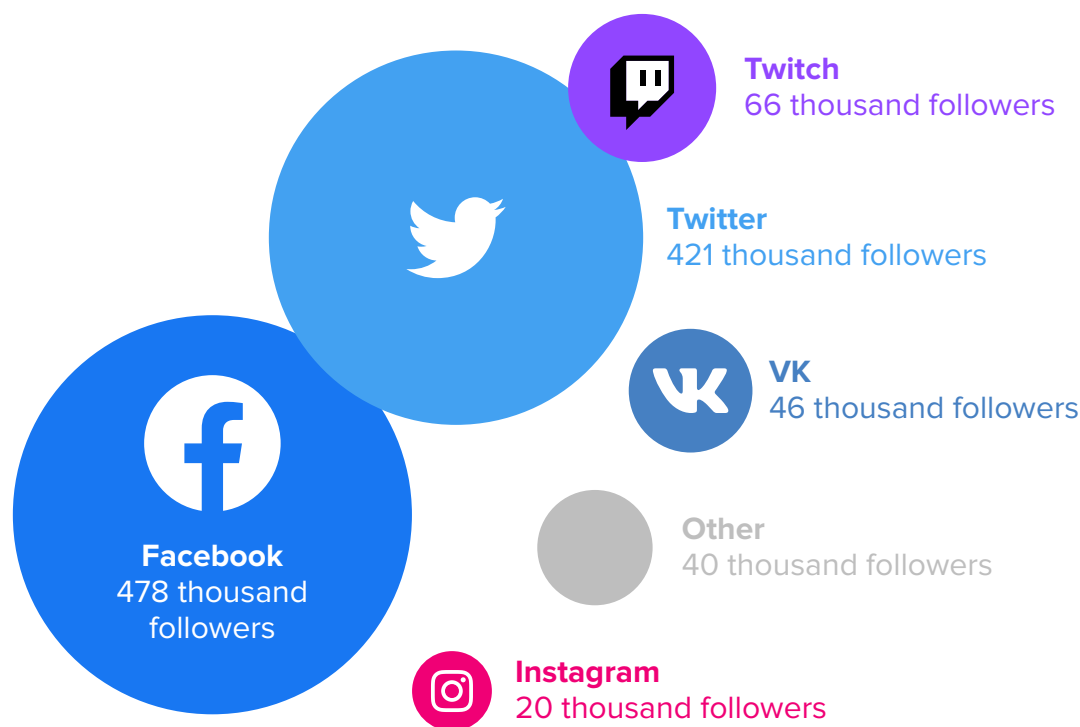 Twitch
66 thousand followers
Twitter
421 thousand followers
VK
46 thousand followers
Facebook
478 thousand
followers
Other
40 thousand followers
Instagram
20 thousand followers